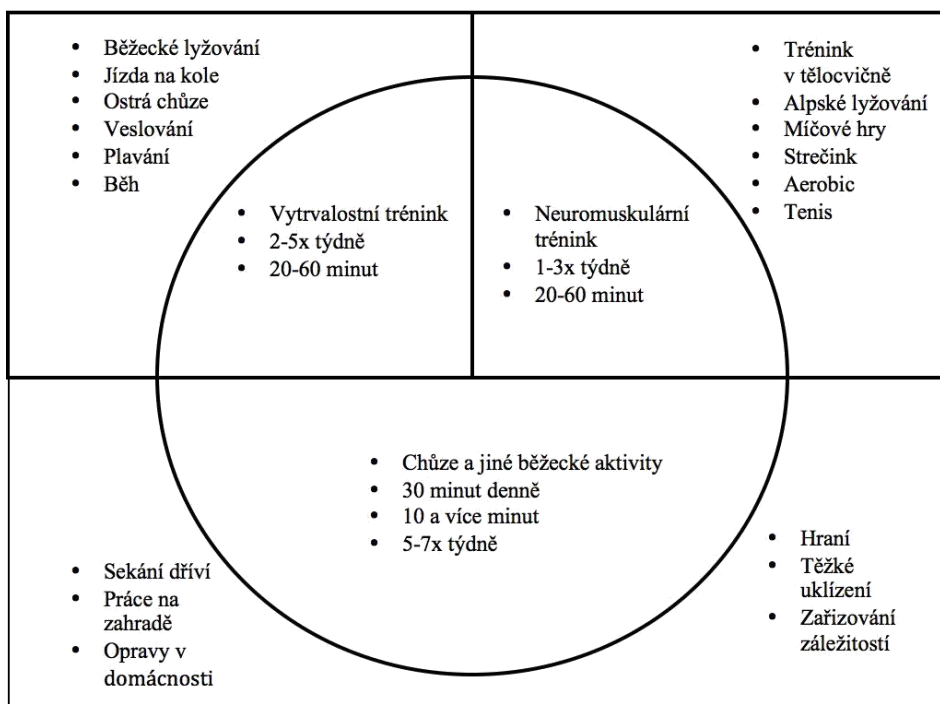 • Běžecké lyžování
• Jízda na kole
• Ostrá chůze
• Veslování
• Plavání
• Běh
• Trénink
v tělocvičně
• Alpské lyžování
• Míčové hry
• Strečink
• Aerobic
• Tenis
• Vytrvalostní trénink
• 2-5x týdně
• 20-60 minut
• Neuromuskulární
trénink
• 1-3x týdně
• 20-60 minut
• Chůze a jiné běžecké aktivity
• 30 minut denně
• 10 a více minut
• 5-7x týdně
• Sekání dříví
• Práce na
zahradě
• Opravy v
domácnosti
• Hraní
• Těžké
uklízení
• Zařizování
záležitostí